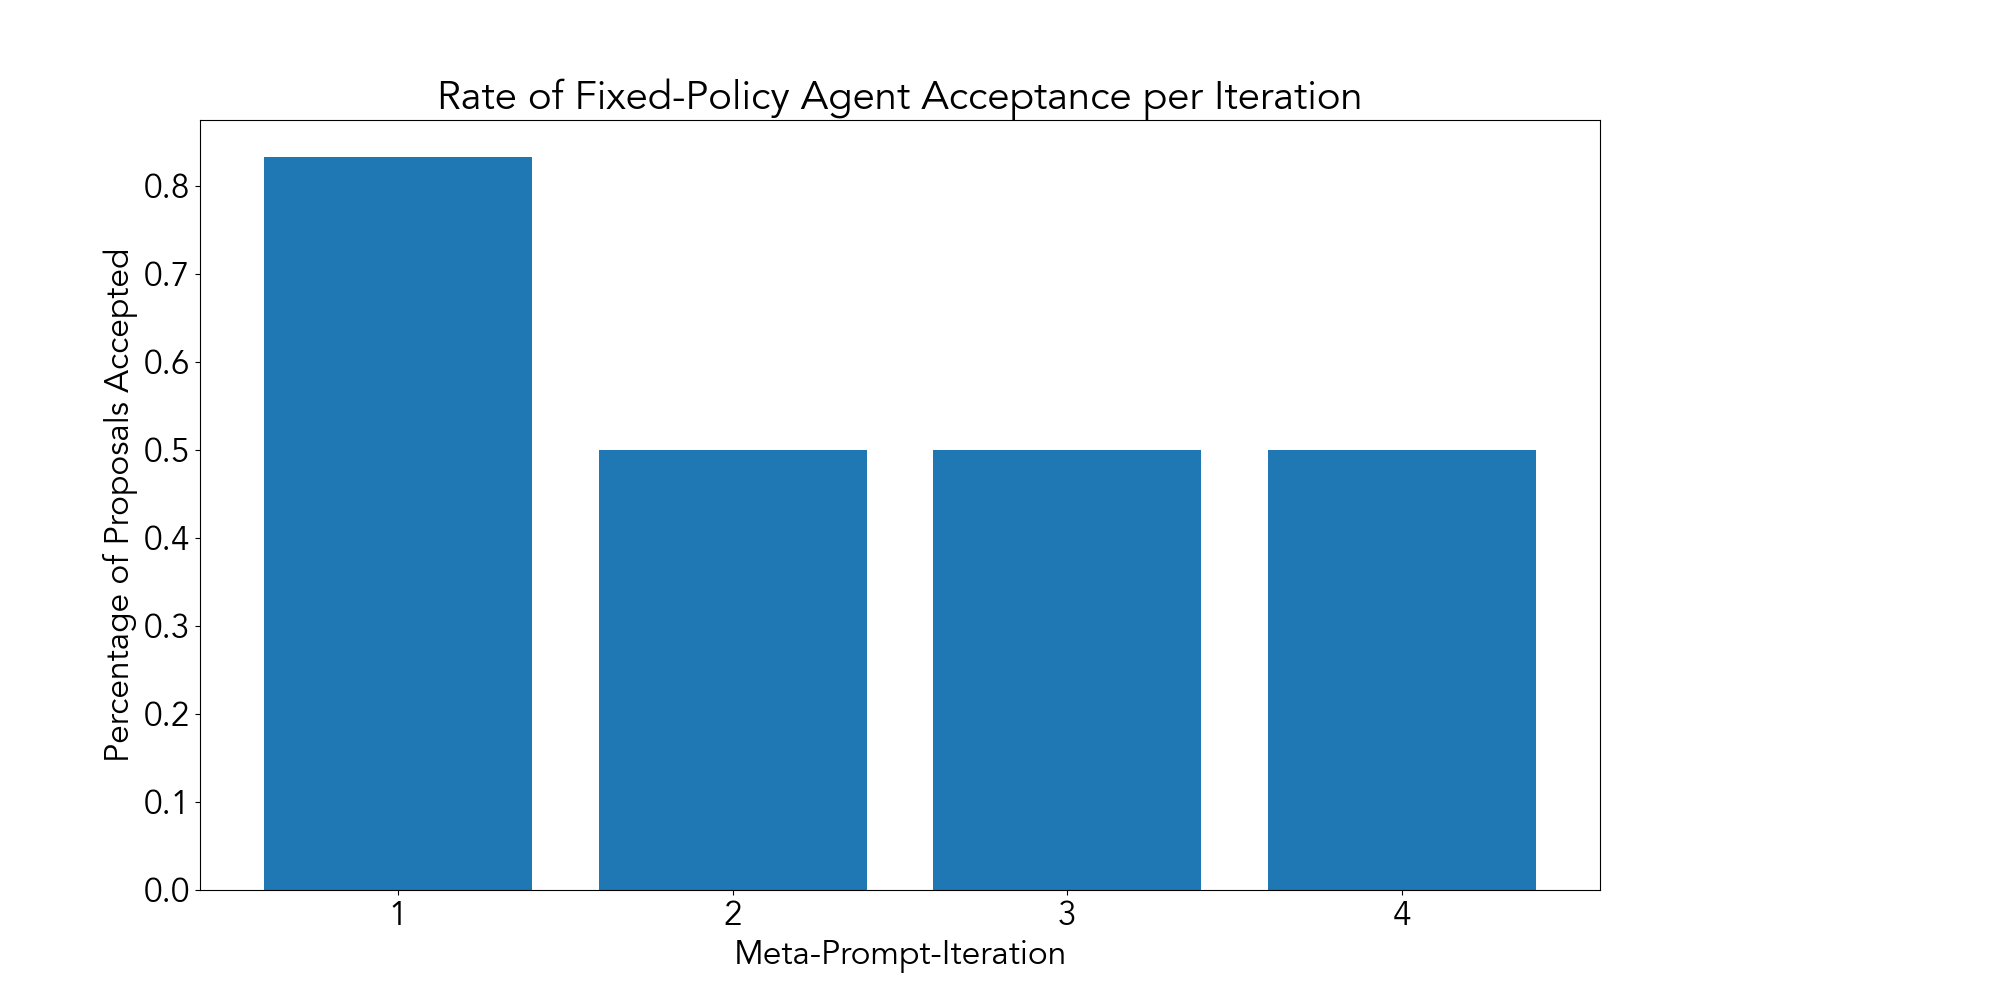 Rate of Fixed-Policy Agent Acceptance per Iteration
Percentage of Proposals Accepted
0.8
0.7
0.6
0.5
0.4
0.3
0.2
0.1
0.0
1 2 3 4
Meta-Prompt-Iteration